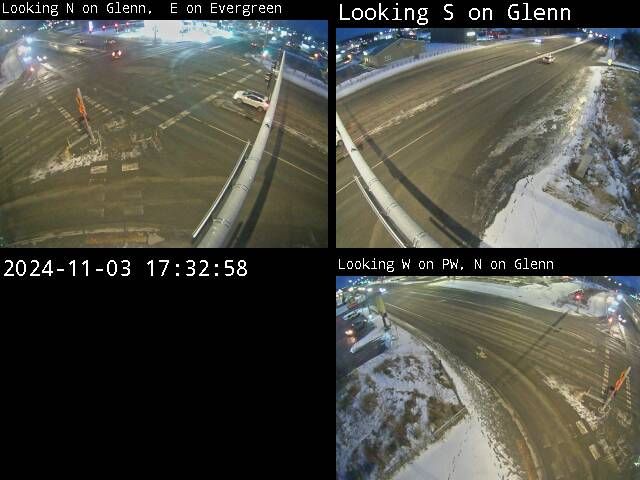 Looking N on Glenn,  E on Evergreen
Looking S on Glenn
2024-11-03 17:32:58
Looking W on PW, N on Glenn